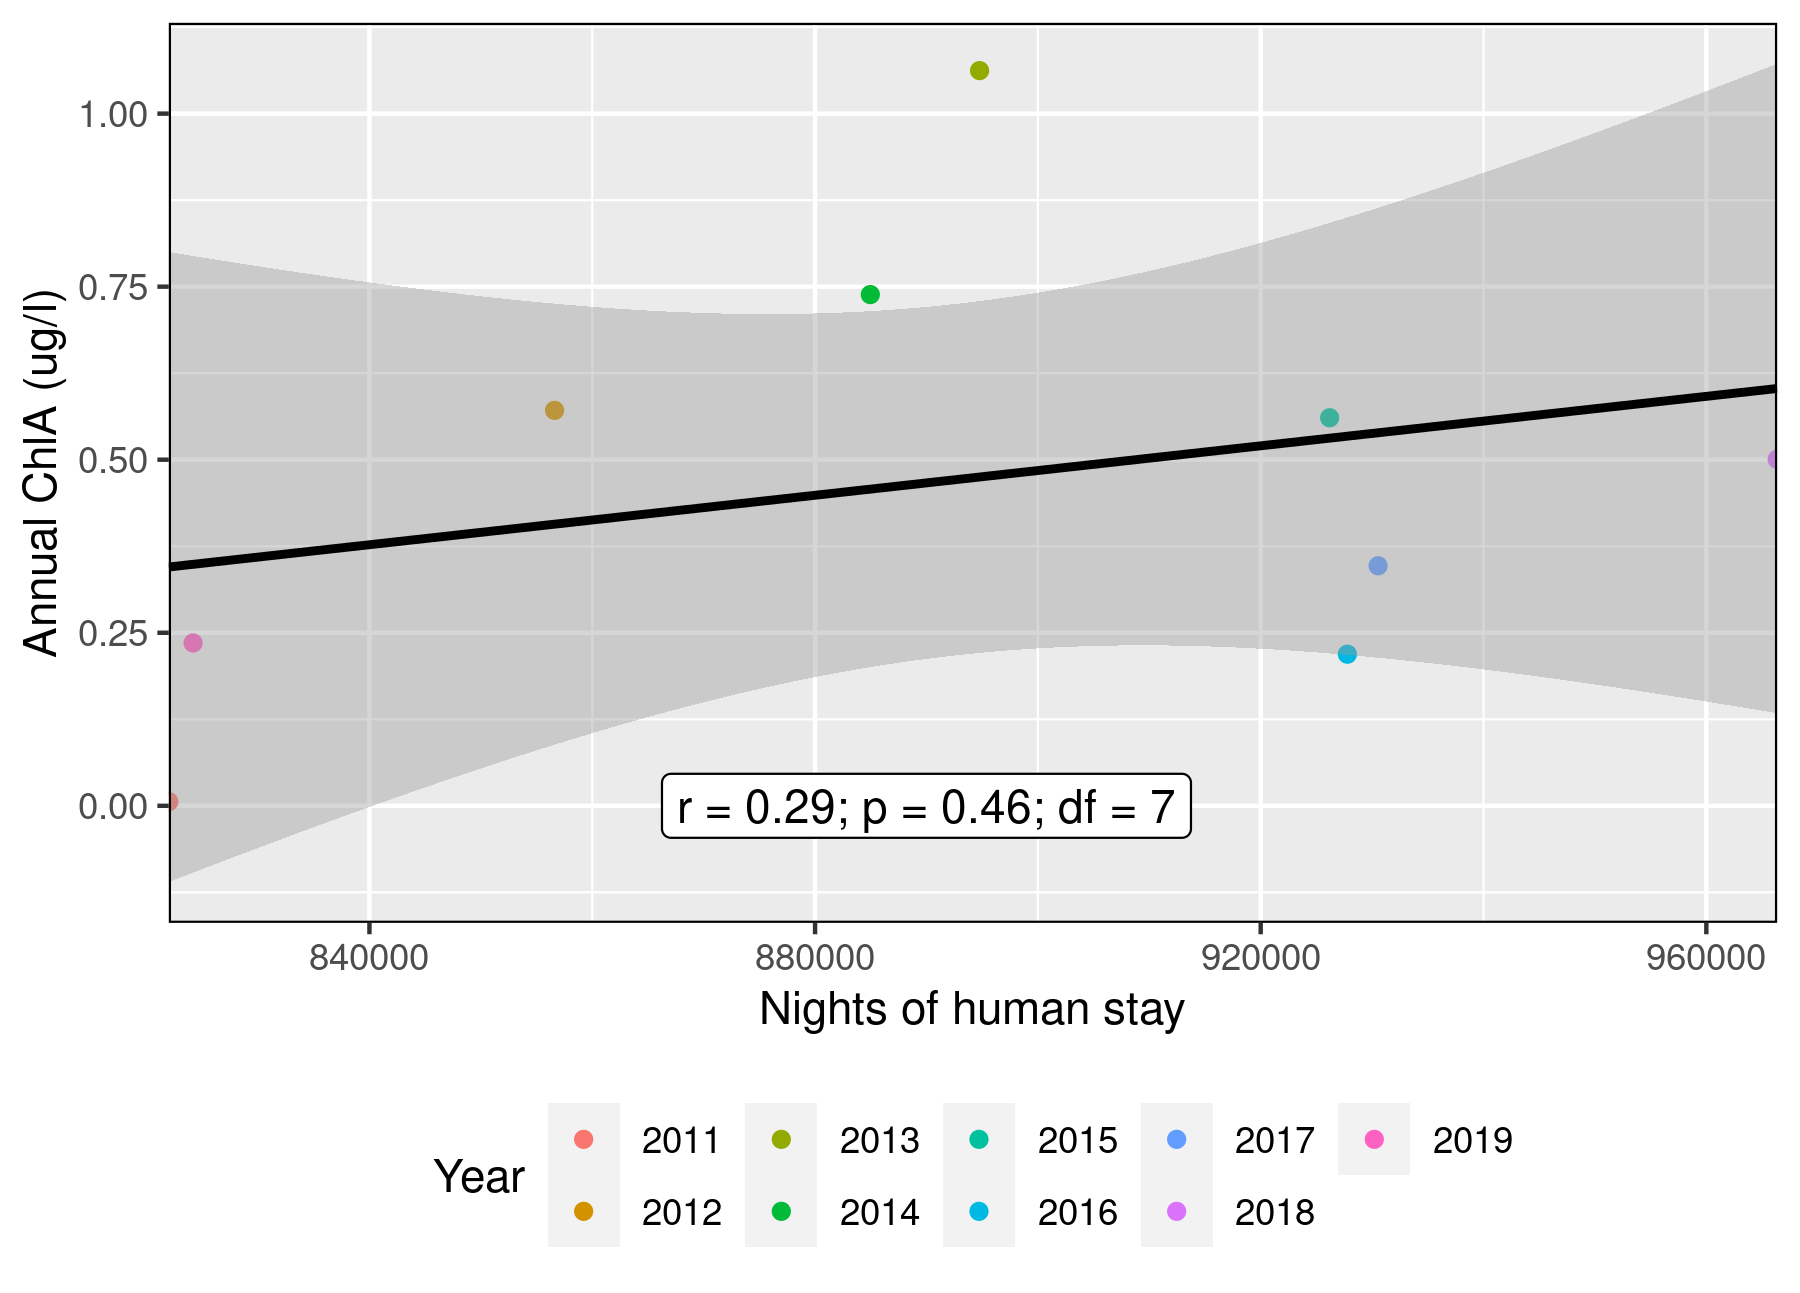 Annual ChlA (ug/l)
1.00
0.75
0.50
0.25
0.00
r = 0.29; p = 0.46; df = 7
840000 880000 920000 960000
Nights of human stay
Year
2011 2013 2015 2017 2019
2012 2014 2016 2018